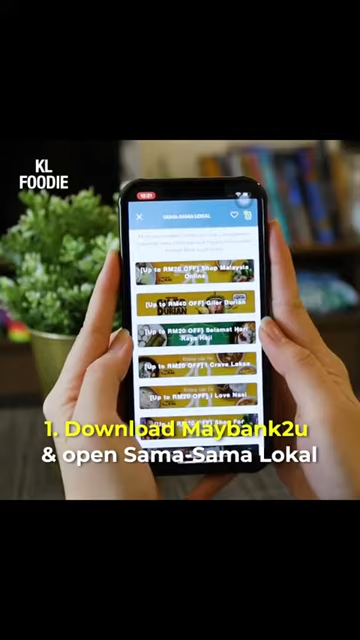 KL
FOODIE
SAMA-SAMA LOKAL
[Up to RM20 OFF] Shop Malaysia
Online
[Up to RM40 OFF] Giler Durian
[Up to RM20 OFF] Selamat Hari
Raya Haji
[Up to RM20 OFF] I Crave Laksa
[Up to RM20 OFF] I Love Nasi
1. Download Maybank2u
& open Sama-Sama Lokal